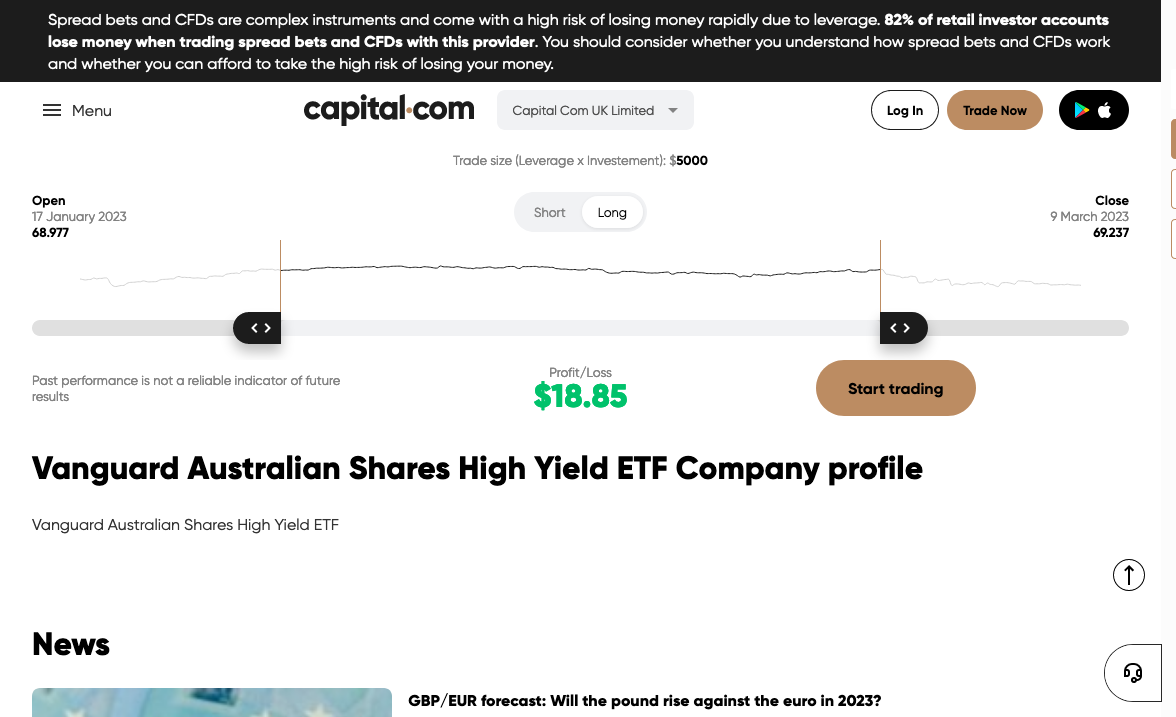 Spread bets and CFDs are complex instruments and come with a high risk of losing money rapidly due to leverage. 82% of retail investor accounts
lose money when trading spread bets and CFDs with this provider. You should consider whether you understand how spread bets and CFDs work
and whether you can afford to take the high risk of losing your money.
Menu
capital.com
Capital Com UK Limited
Log In
Trade Now
Trade size (Leverage x Investement): $5000
Open
17 January 2023
68.977
Short
Long
Close
9 March 2023
69.237
Past performance is not a reliable indicator of future
results
Profit/Loss
$18.85
Start trading
Vanguard Australian Shares High Yield ETF Company profile
Vanguard Australian Shares High Yield ETF
News
GBP/EUR forecast: Will the pound rise against the euro in 2023?